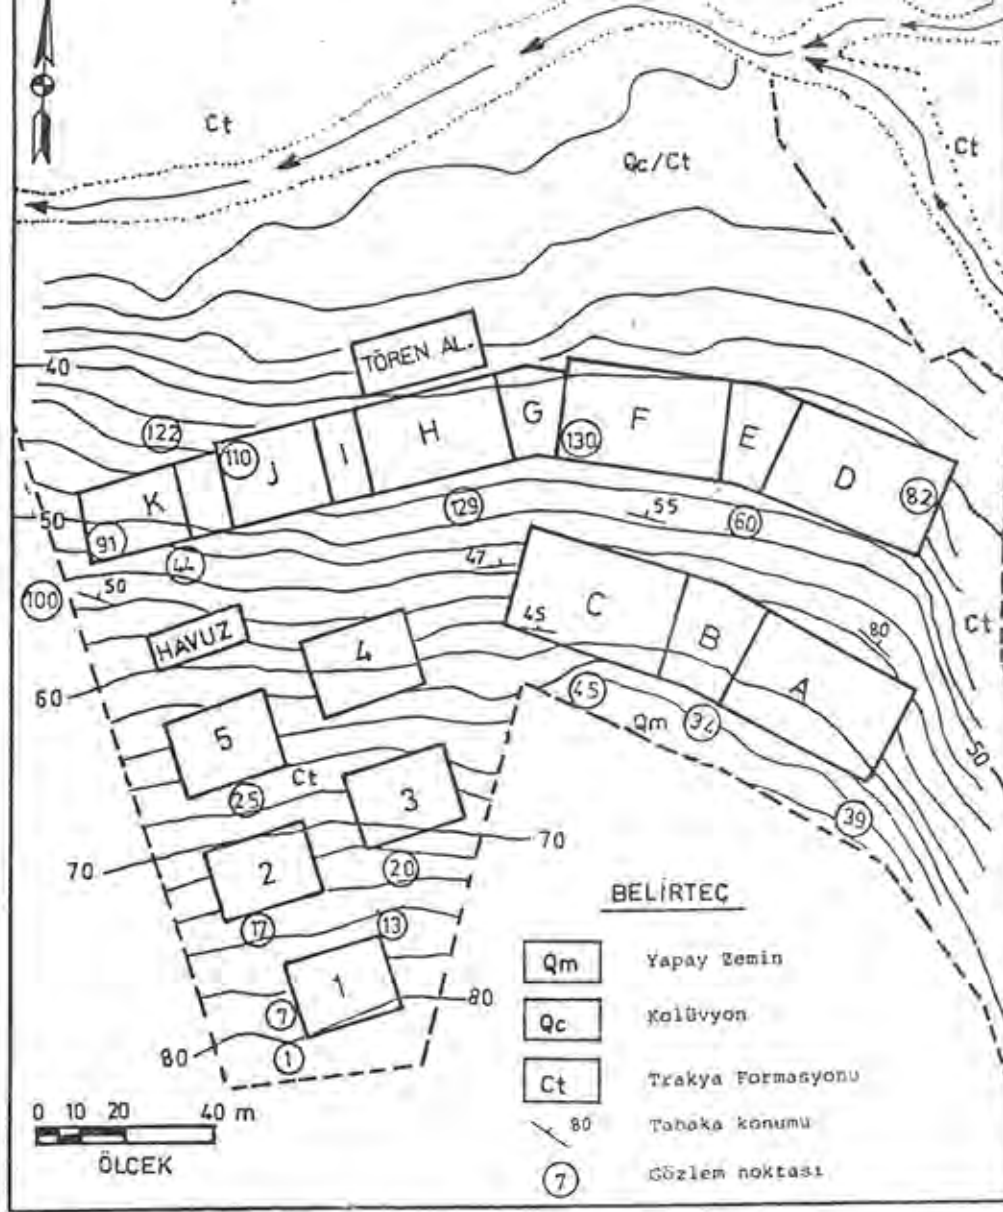 Ct
Ct
Qc/Ct
TÖREN AL.
40
122
110
J
I
H
G
130
F
E
D
82
K
50
91
44
129
55
60
47
50
100
HAVUZ
4
C
45
B
A
80
Ct
60
5
45
Qm
34
50
Ct
25
3
39
70
70
2
20
17
13
1
80
7
80
1
BELİRTEÇ
Qm Yapay Zemin
Qc Kolüvyon
Ct Trakya Formasyonu
80 Tabaka konumu
7 Gözlem noktası
0 10 20 40 m
ÖLÇEK